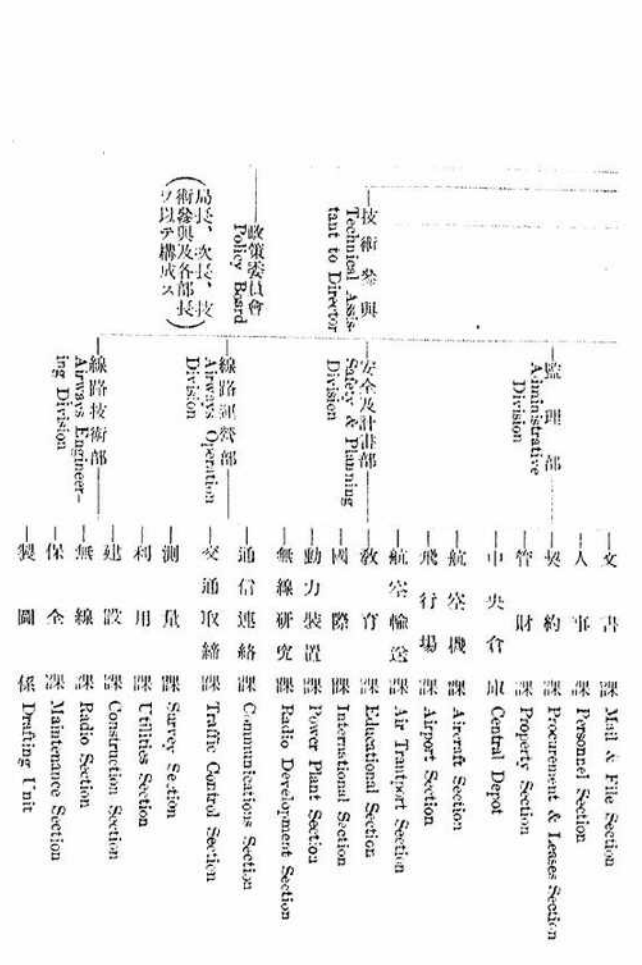 技術參與
Technical Assis-
tant to Director
政策委員會
Policy Board
(局長、次長、技
術參與及各部長
ヲ以テ構成ス)
監理部
Administrative
Division
文書課 Mail & File Section
人事課 Personnel Section
契約課 Procurement & Leases Section
管財課 Property Section
中央倉庫 Central Depot
安全及計畫部
Safety & Planning
Division
航空機課 Aircraft Section
飛行場課 Airport Section
航空輸送課 Air Tranport Section
教育課 Educational Section
國際課 International Section
動力裝置課 Power Plant Section
無線研究課 Radio Development Section
線路運營部
Airways Operation
Division
通信連絡課 Communications Section
交通取締課 Traffic Control Section
線路技術部
Airways Engineer-
ing Division
測量課 Survey Section
利用課 Utilities Section
建設課 Construction Section
無線課 Radio Section
保全課 Maintenance Section
製圖係 Drafting Unit